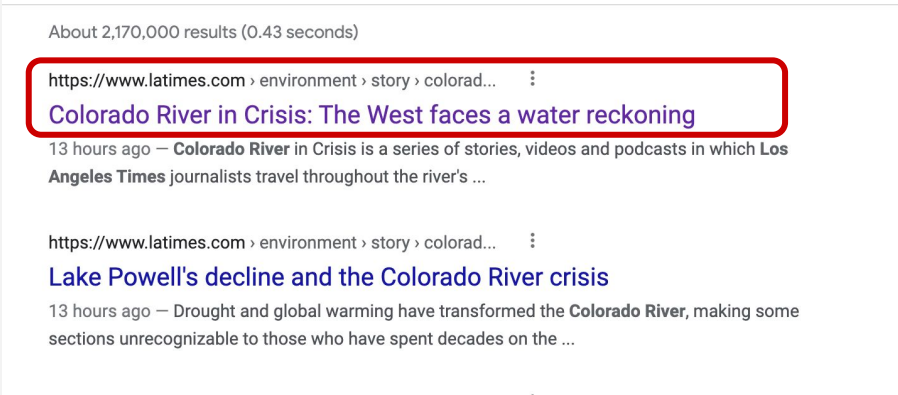 About 2,170,000 results (0.43 seconds)
https://www.latimes.com › environment › story › colorad...
Colorado River in Crisis: The West faces a water reckoning
13 hours ago — Colorado River in Crisis is a series of stories, videos and podcasts in which Los
Angeles Times journalists travel throughout the river's ...
https://www.latimes.com › environment › story › colorad...
Lake Powell's decline and the Colorado River crisis
13 hours ago — Drought and global warming have transformed the Colorado River, making some
sections unrecognizable to those who have spent decades on the ...